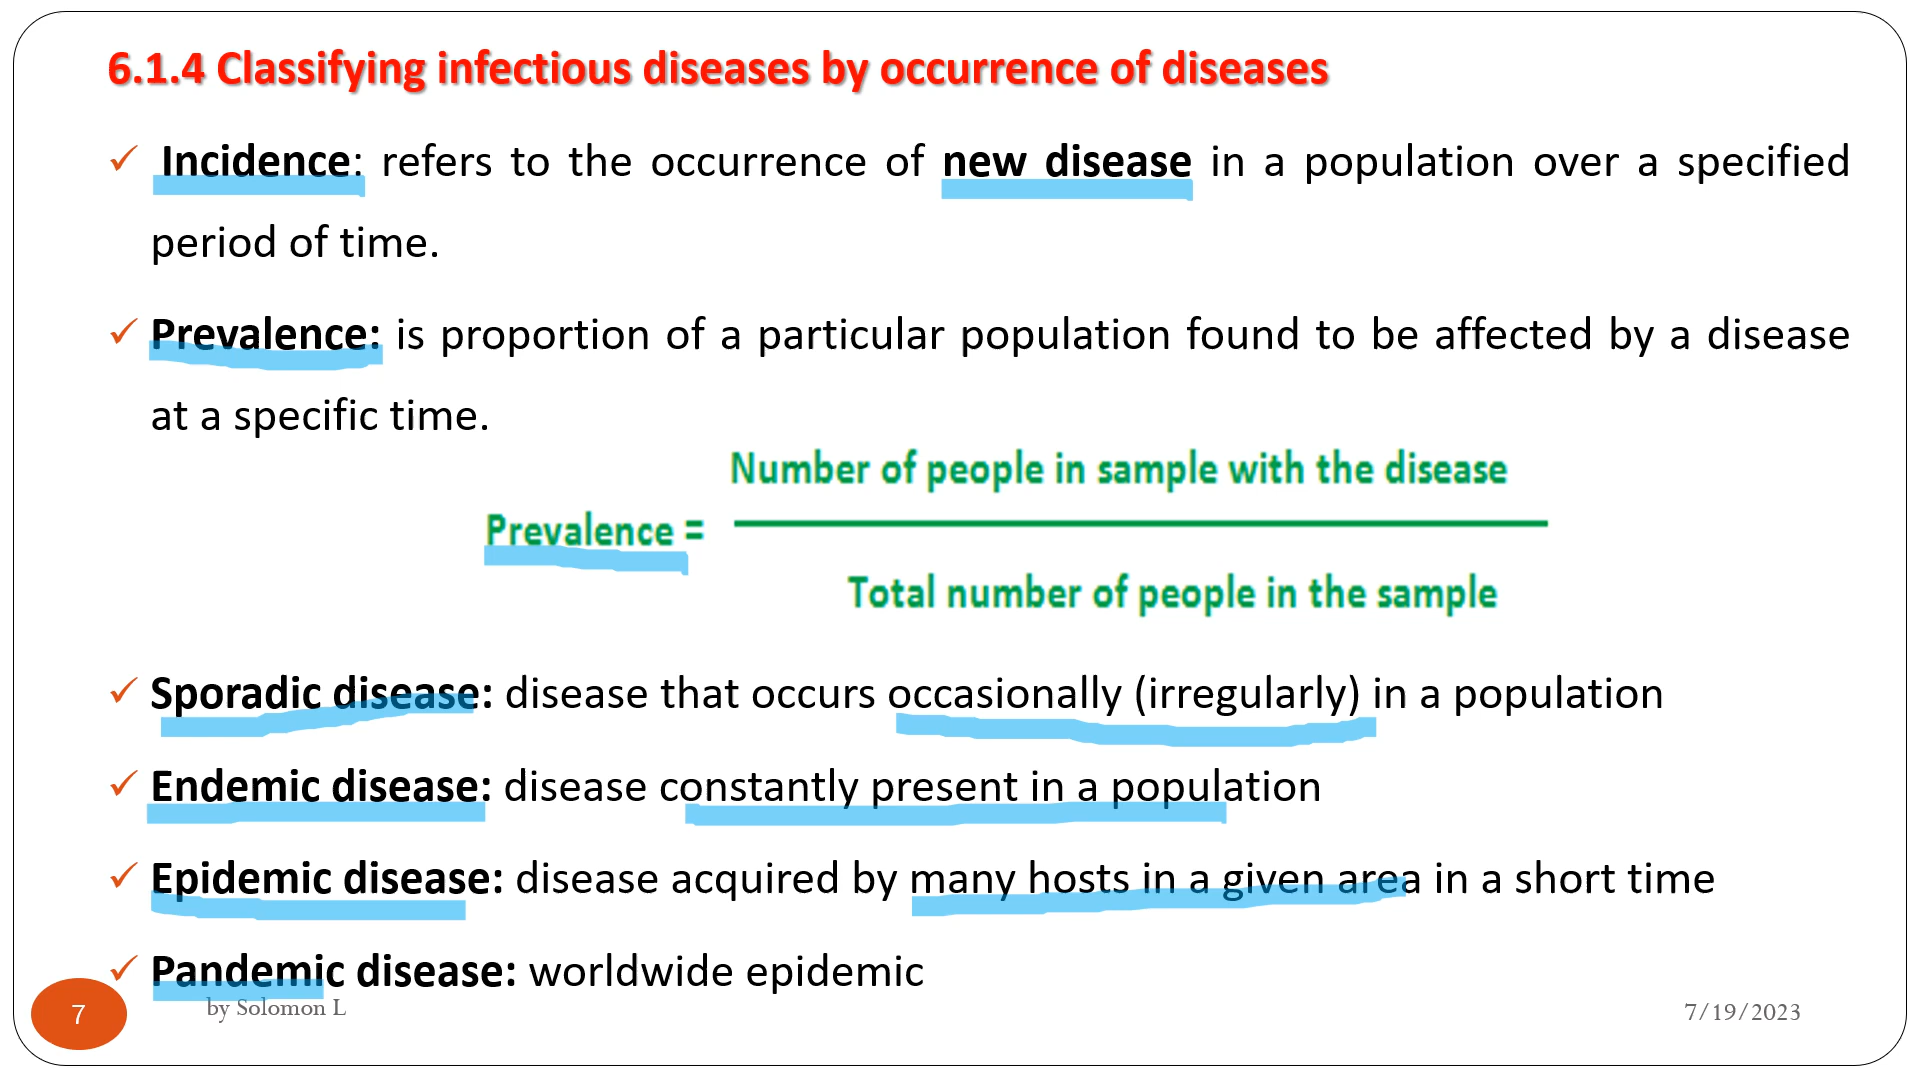 6.1.4 Classifying infectious diseases by occurrence of diseases
✓ Incidence: refers to the occurrence of new disease in a population over a specified
period of time.
✓ Prevalence: is proportion of a particular population found to be affected by a disease
at a specific time.
Number of people in sample with the disease
Prevalence =
Total number of people in the sample
✓ Sporadic disease: disease that occurs occasionally (irregularly) in a population
✓ Endemic disease: disease constantly present in a population
✓ Epidemic disease: disease acquired by many hosts in a given area in a short time
✓ Pandemic disease: worldwide epidemic
7 by Solomon L 7/19/2023